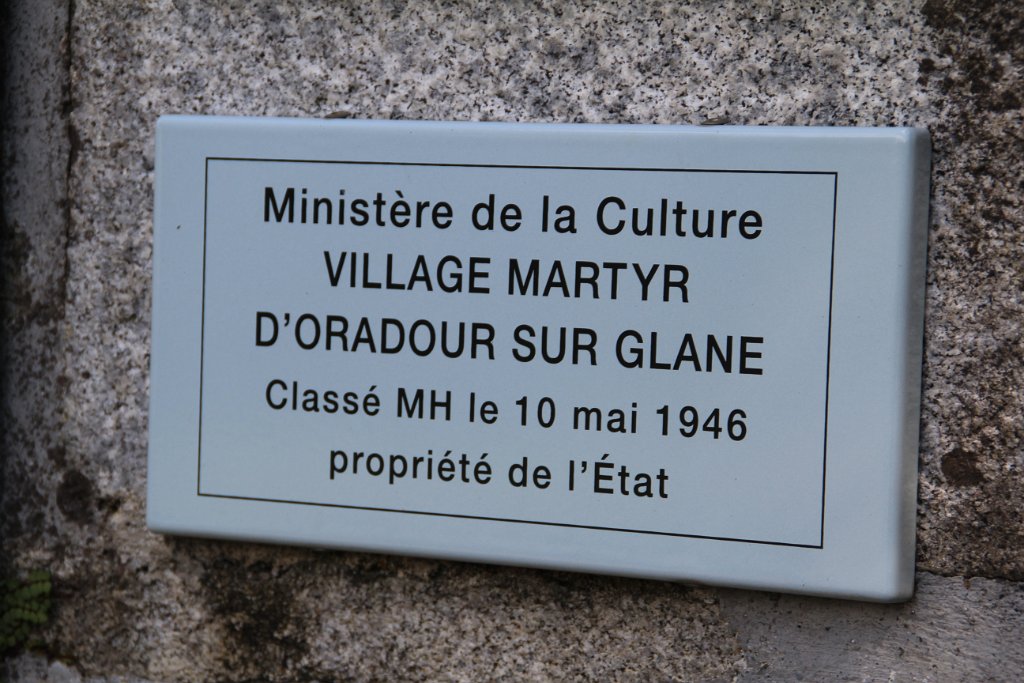 Ministère de la Culture
VILLAGE MARTYR
D'ORADOUR SUR GLANE
Classé MH le 10 mai 1946
propriété de l'État